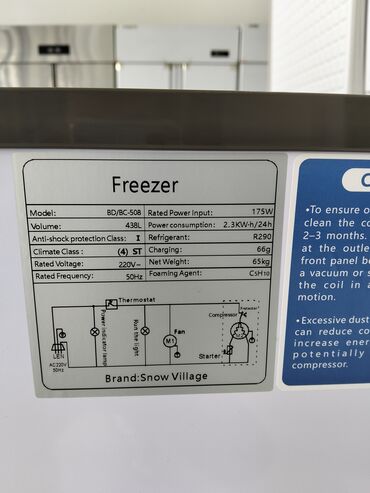 Freezer
Model: BD/BC-508 Rated Power Input: 175W
Volume: 438L Power consumption: 2.3KW·h/24h
Anti-shock protection Class: I Refrigerant: R290
Climate Class: (4) ST Charging: 66g
Rated Voltage: 220V~ Net Weight: 65kg
Rated Frequency: 50Hz Foaming Agent: C5H10
Thermostat
Protector
Compressor
Power indicator lamp
Run the light
Fan
M1
Starter
LEN
AC220V
50Hz
Brand:Snow Village
•To ensure o
clean the co
2-3 months,
at the outle
front panel be
a vacuum or s
the coil in a
motion.
•Excessive dust
can reduce co
increase ener
potentially
compressor.